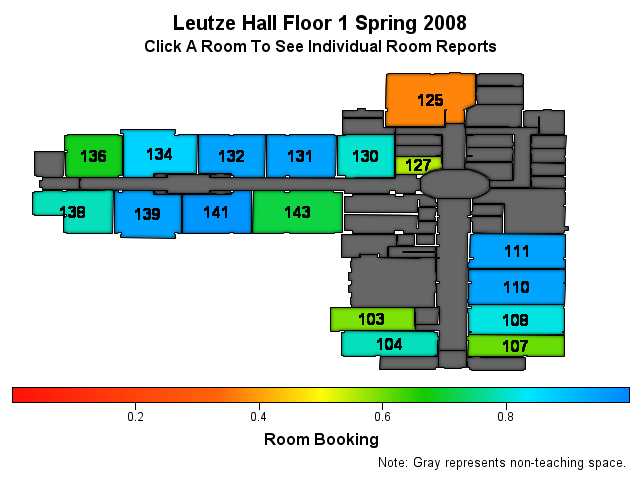 Leutze Hall Floor 1 Spring 2008
Click A Room To See Individual Room Reports
125
136 134 132 131 130
127
138 139 141 143
111
110
103 108
104 107
0.2 0.4 0.6 0.8
Room Booking
Note: Gray represents non-teaching space.